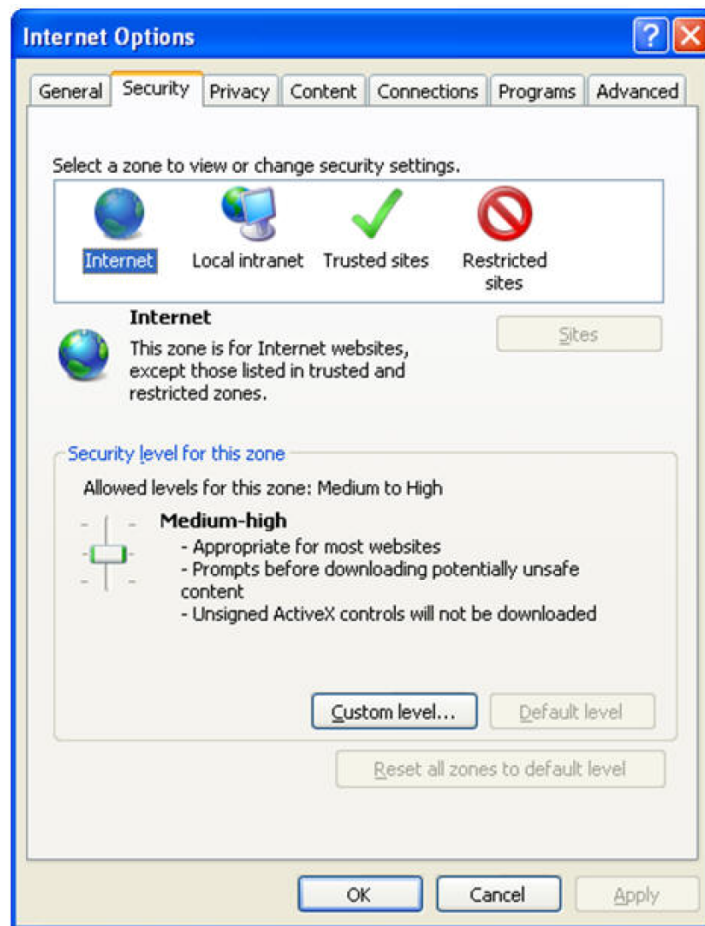 Internet Options
General Security Privacy Content Connections Programs Advanced
Select a zone to view or change security settings.
Internet Local intranet Trusted sites Restricted
sites
Internet
Sites
This zone is for Internet websites,
except those listed in trusted and
restricted zones.
Security level for this zone
Allowed levels for this zone: Medium to High
Medium-high
- Appropriate for most websites
- Prompts before downloading potentially unsafe
content
- Unsigned ActiveX controls will not be downloaded
Custom level... Default level
Reset all zones to default level
OK Cancel Apply